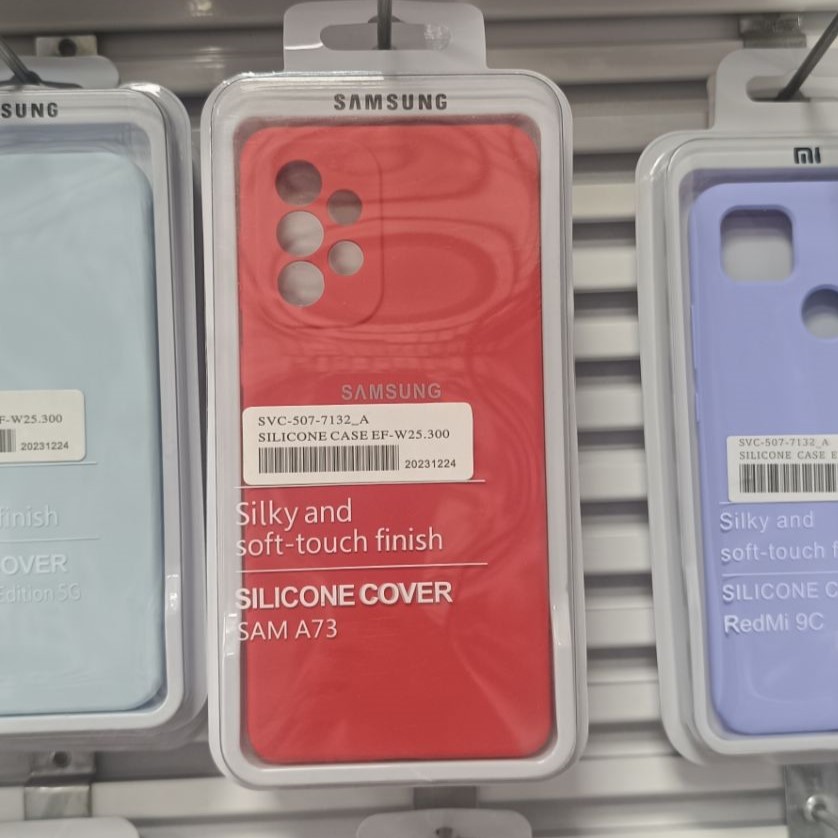 SUNG
F-W25.300
20231224
finish
OVER
Edition 5G
SAMSUNG
SAMSUNG
SVC-507-7132_A
SILICONE CASE EF-W25.300
20231224
Silky and
soft-touch finish
SILICONE COVER
SAM A73
MI
SVC-507-7132_A
SILICONE CASE E
Silky and
soft-touch f
SILICONE C
RedMi 9C